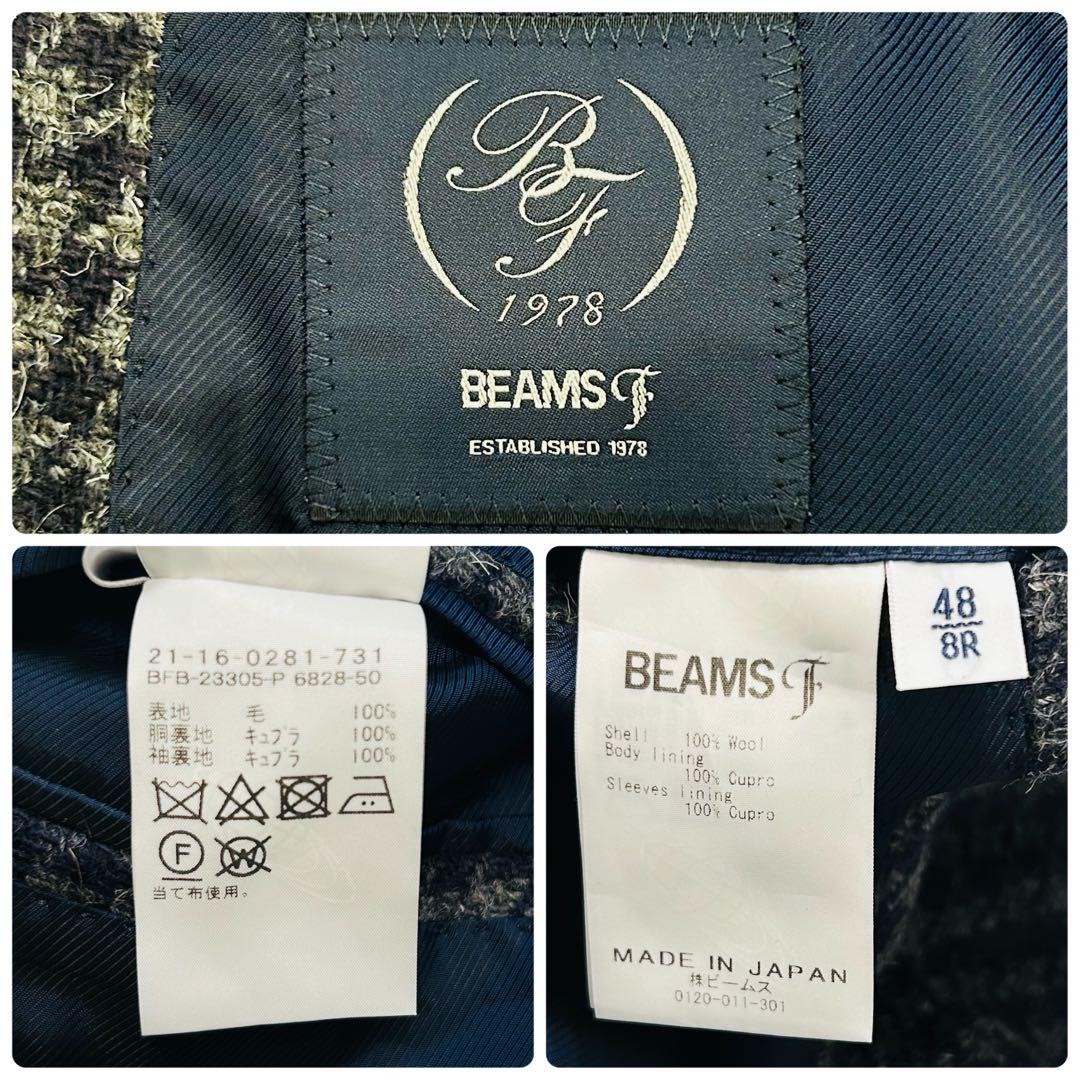 BF
1978
BEAMS F
ESTABLISHED 1978
21-16-0281-731
BFB-23305-P 6828-50
表地 毛 100%
胴裏地 キュプラ 100%
袖裏地 キュプラ 100%
F W
当て布使用。
48
8R
BEAMS F
Shell 100% Wool
Body lining
100% Cupro
Sleeves lining
100% Cupro
MADE IN JAPAN
㈱ビームス
0120-011-301